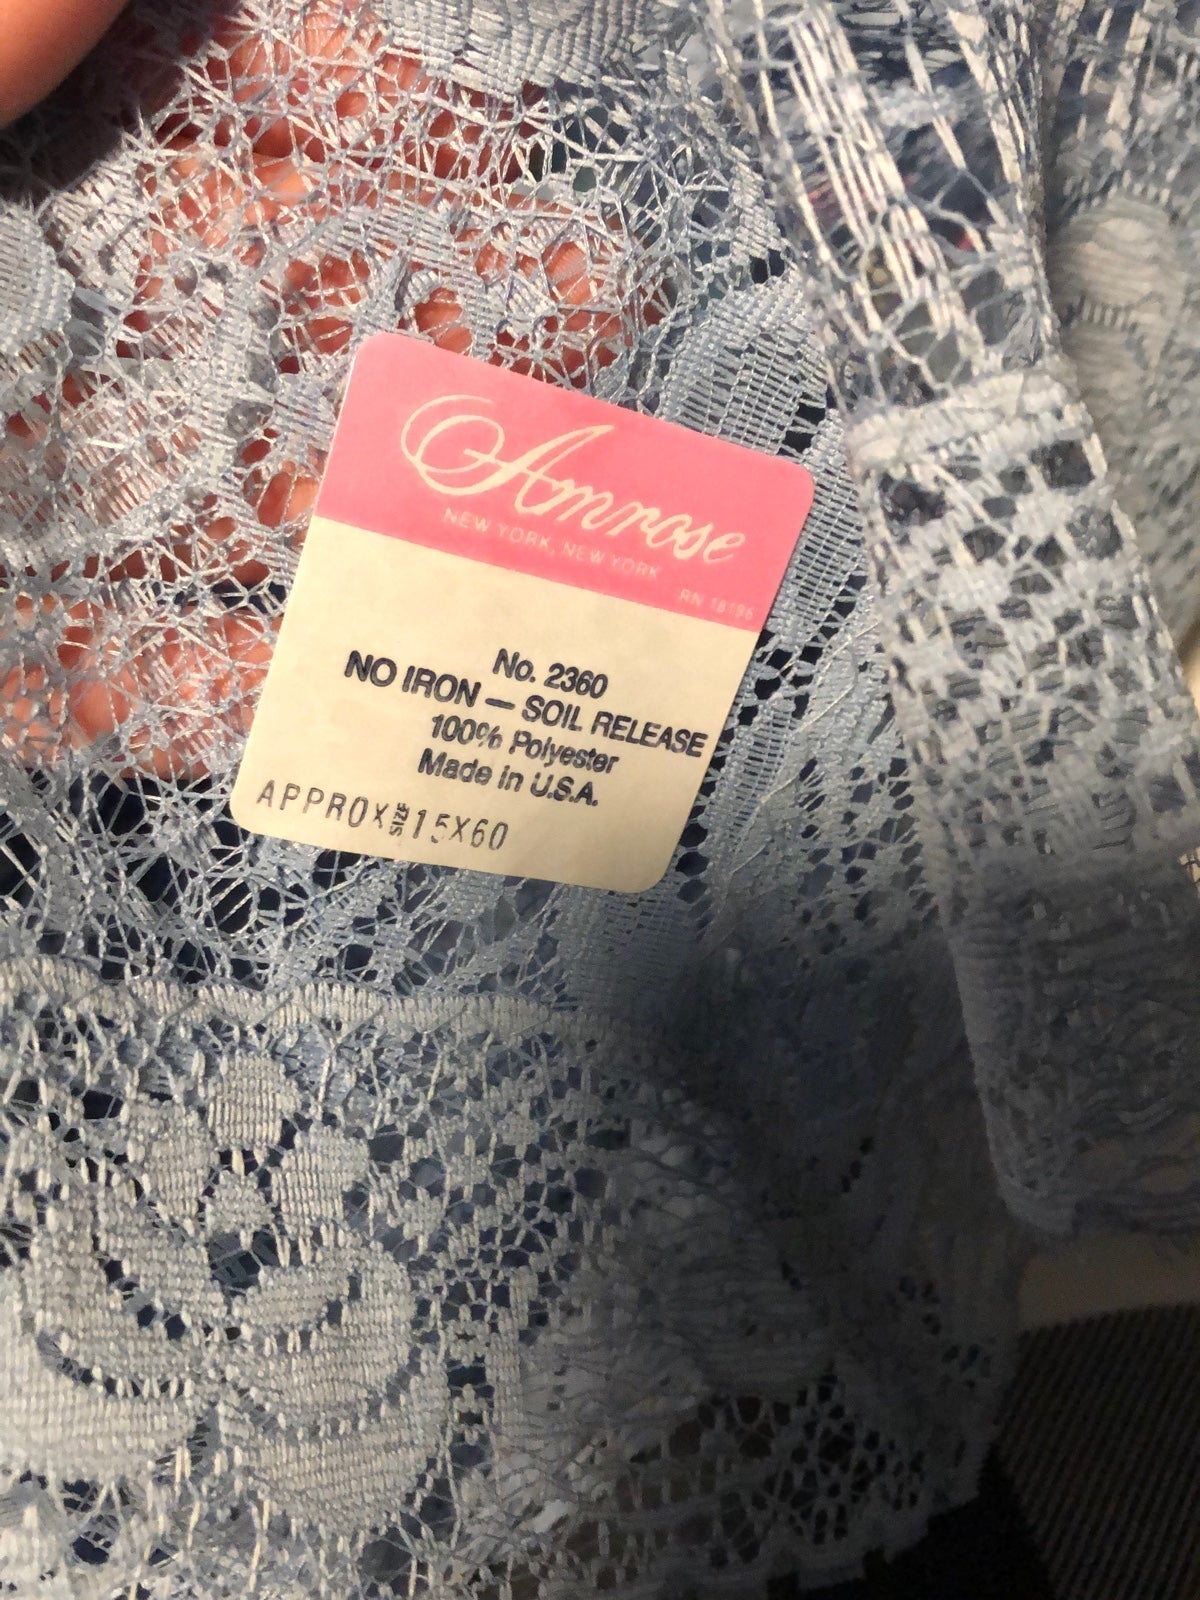 Amrose
NEW YORK, NEW YORK
RN 18196
No. 2360
NO IRON — SOIL RELEASE
100% Polyester
Made in U.S.A.
APPROX SIZE 15X60